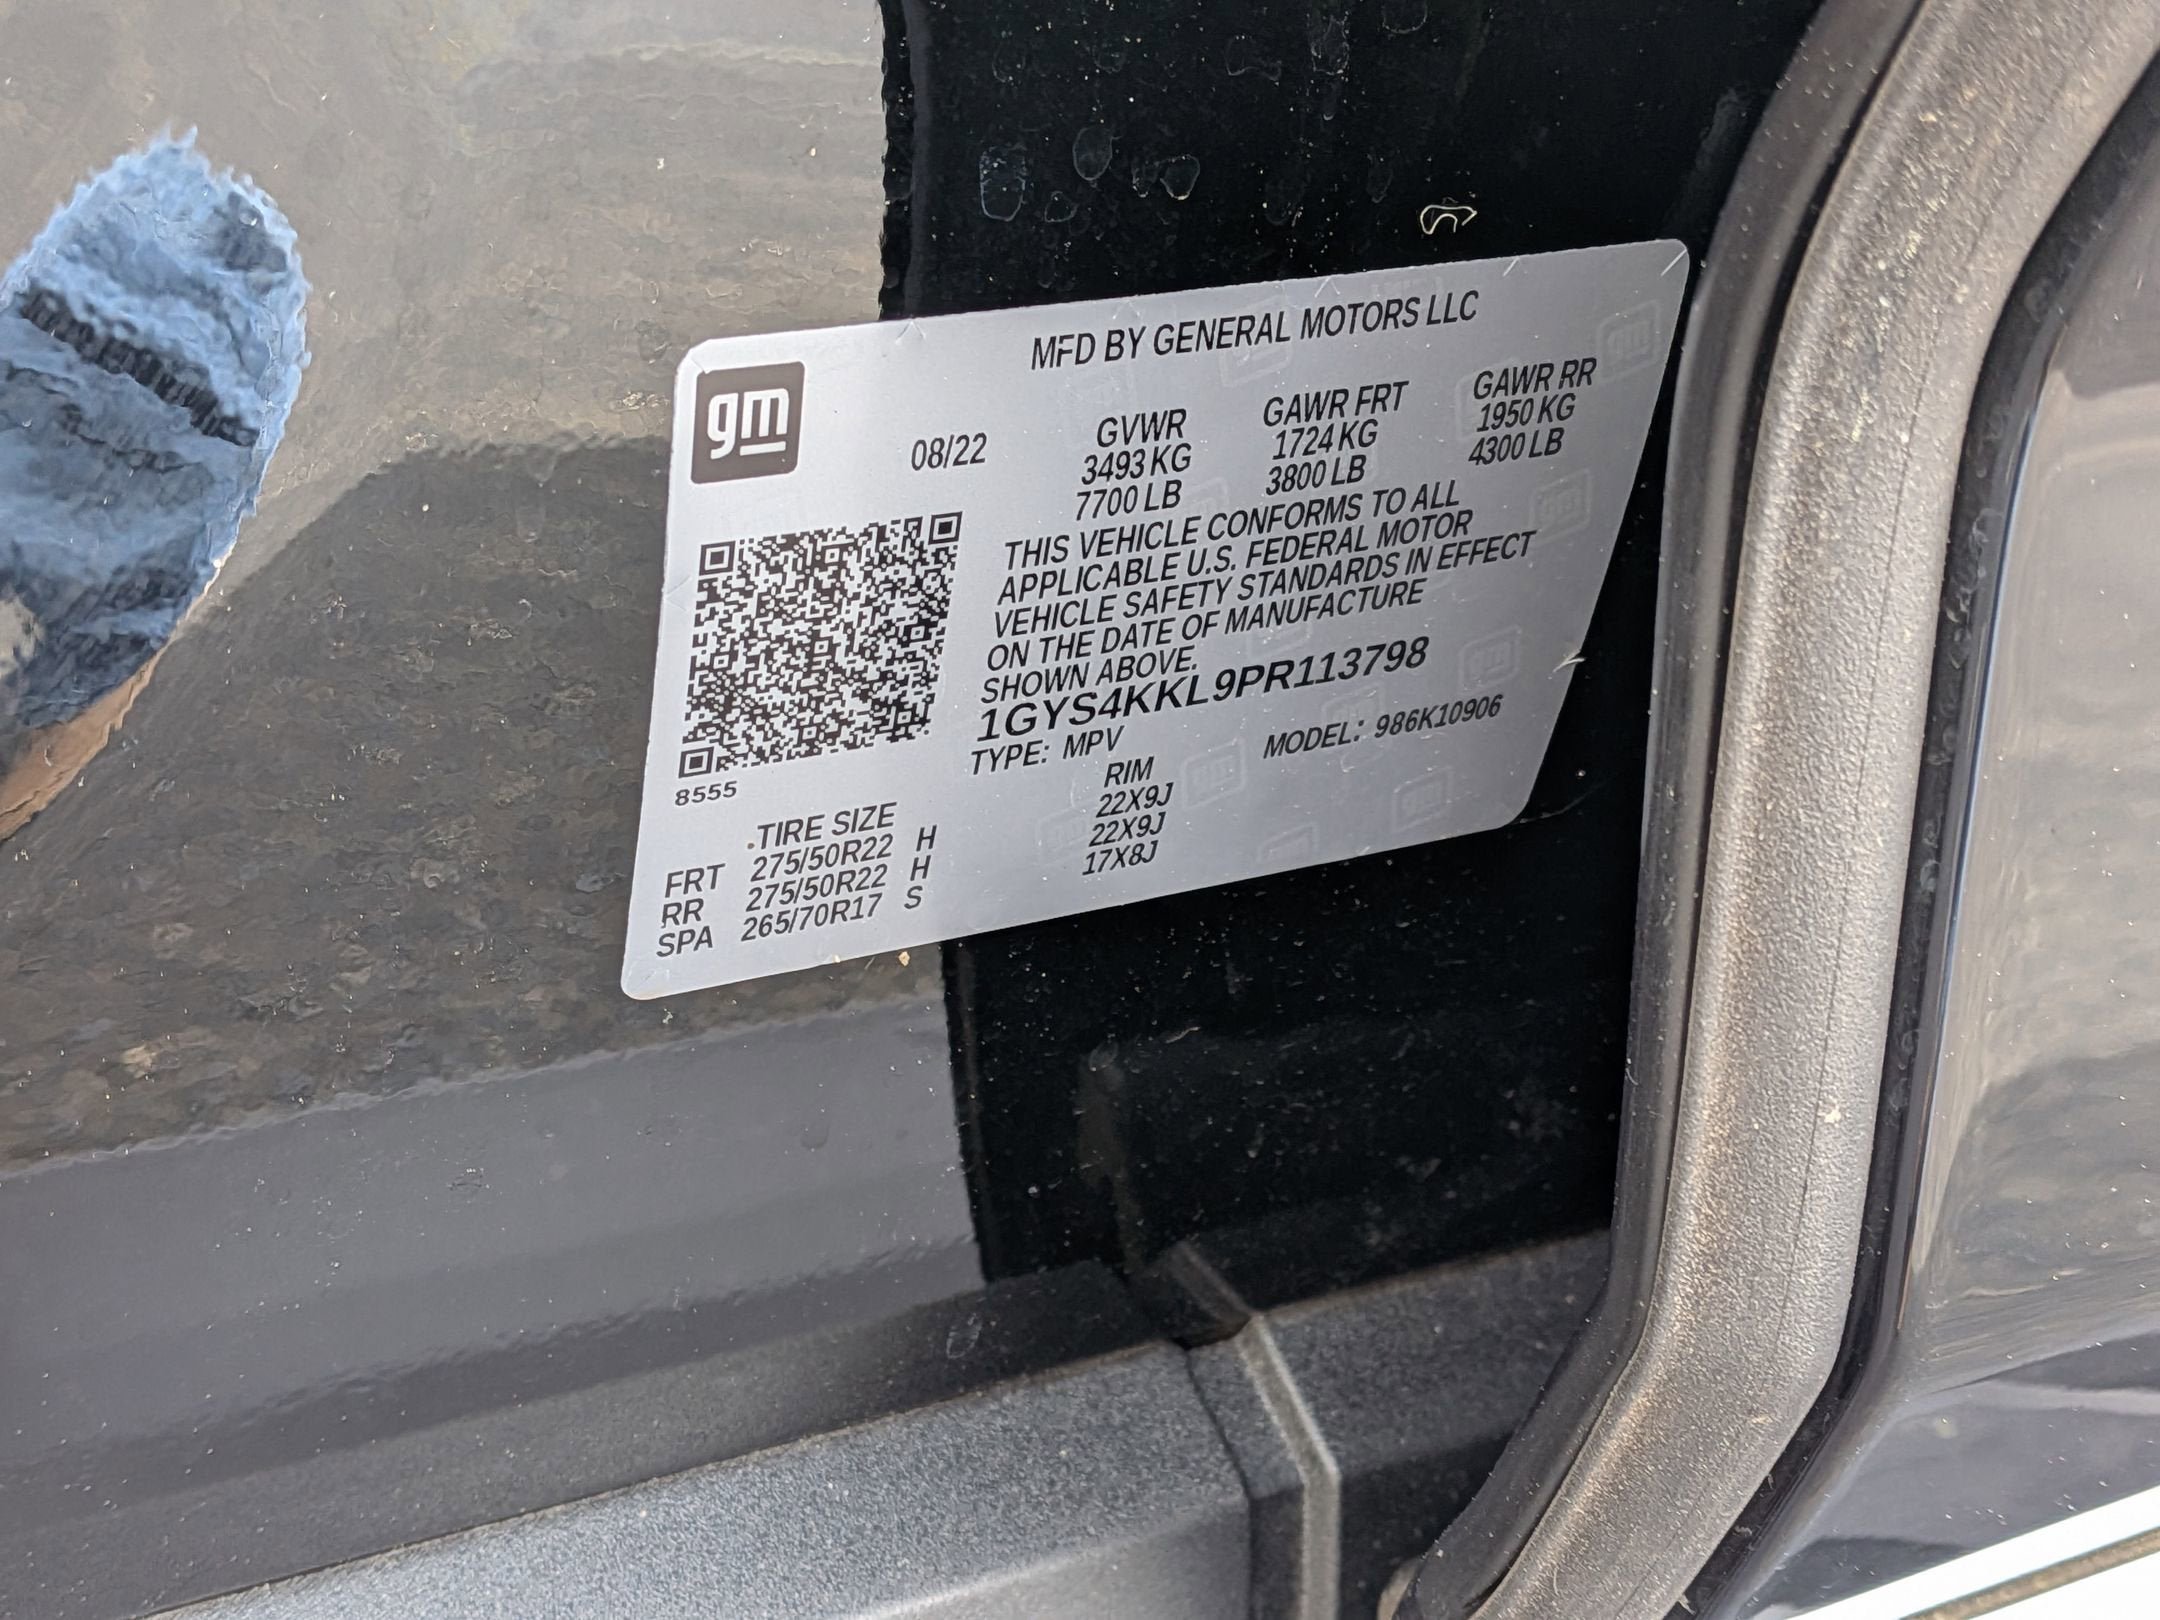 MFD BY GENERAL MOTORS LLC
gm
08/22
GVWR GAWR FRT GAWR RR
3493 KG 1724 KG 1950 KG
7700 LB 3800 LB 4300 LB
THIS VEHICLE CONFORMS TO ALL
APPLICABLE U.S. FEDERAL MOTOR
VEHICLE SAFETY STANDARDS IN EFFECT
ON THE DATE OF MANUFACTURE
SHOWN ABOVE.
1GYS4KKL9PR113798
TYPE: MPV MODEL: 986K10906
8555
TIRE SIZE RIM
FRT 275/50R22 H 22X9J
RR 275/50R22 H 22X9J
SPA 265/70R17 S 17X8J